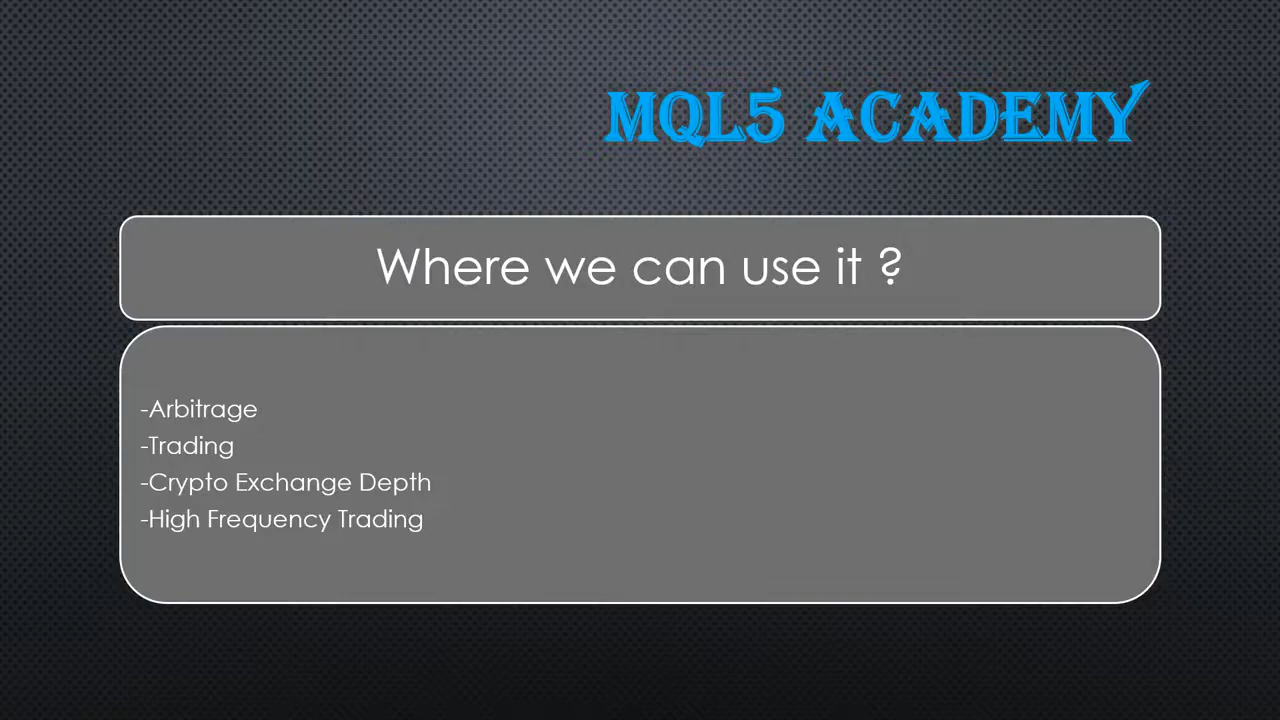 MQL5 ACADEMY
Where we can use it ?
-Arbitrage
-Trading
-Crypto Exchange Depth
-High Frequency Trading